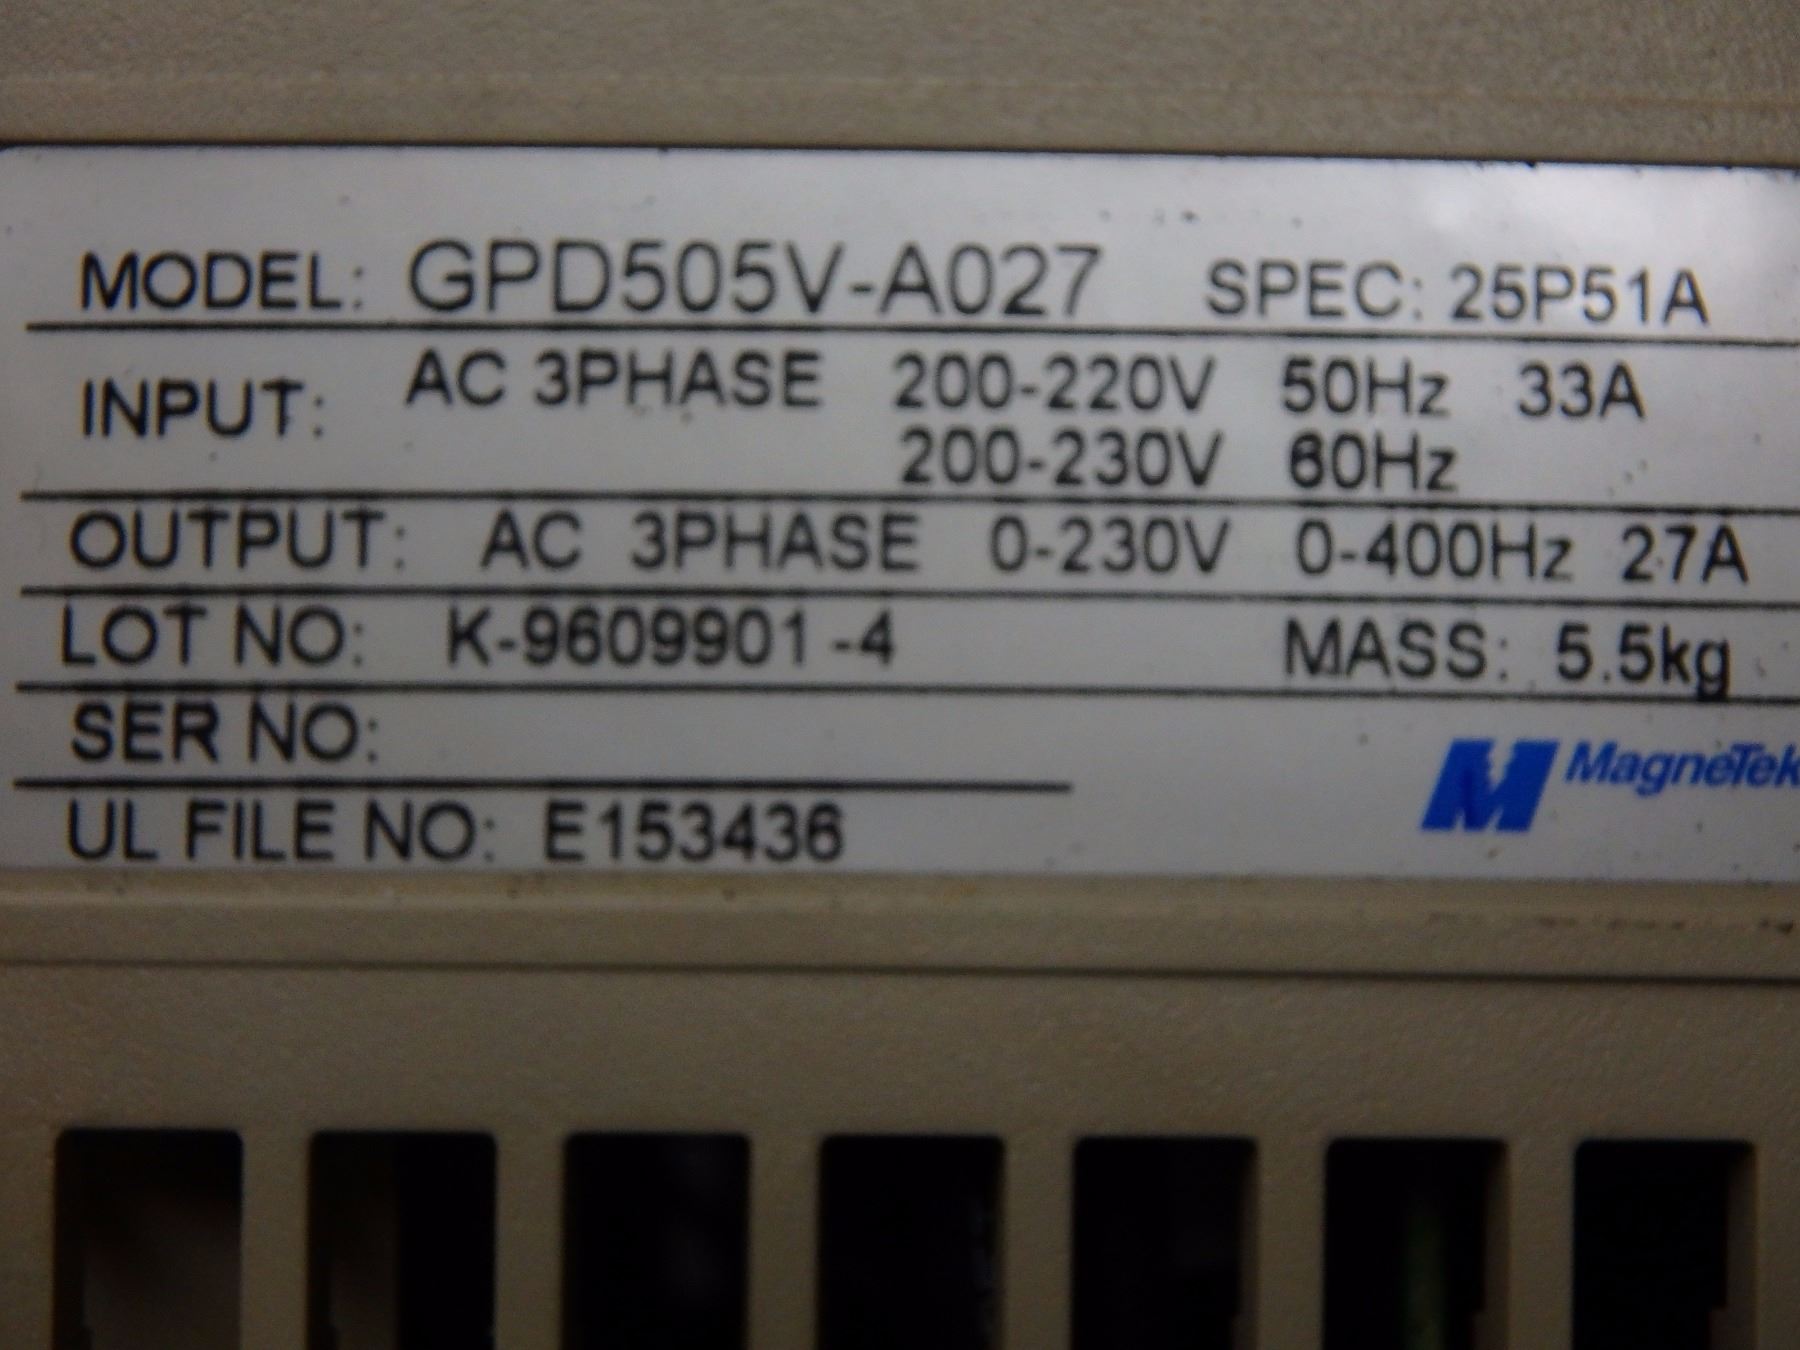 MODEL: GPD505V-A027 SPEC: 25P51A
INPUT: AC 3PHASE 200-220V 50Hz 33A
200-230V 60Hz
OUTPUT: AC 3PHASE 0-230V 0-400Hz 27A
LOT NO: K-9609901 -4 MASS: 5.5kg
SER NO:
MagneTek
UL FILE NO: E153436